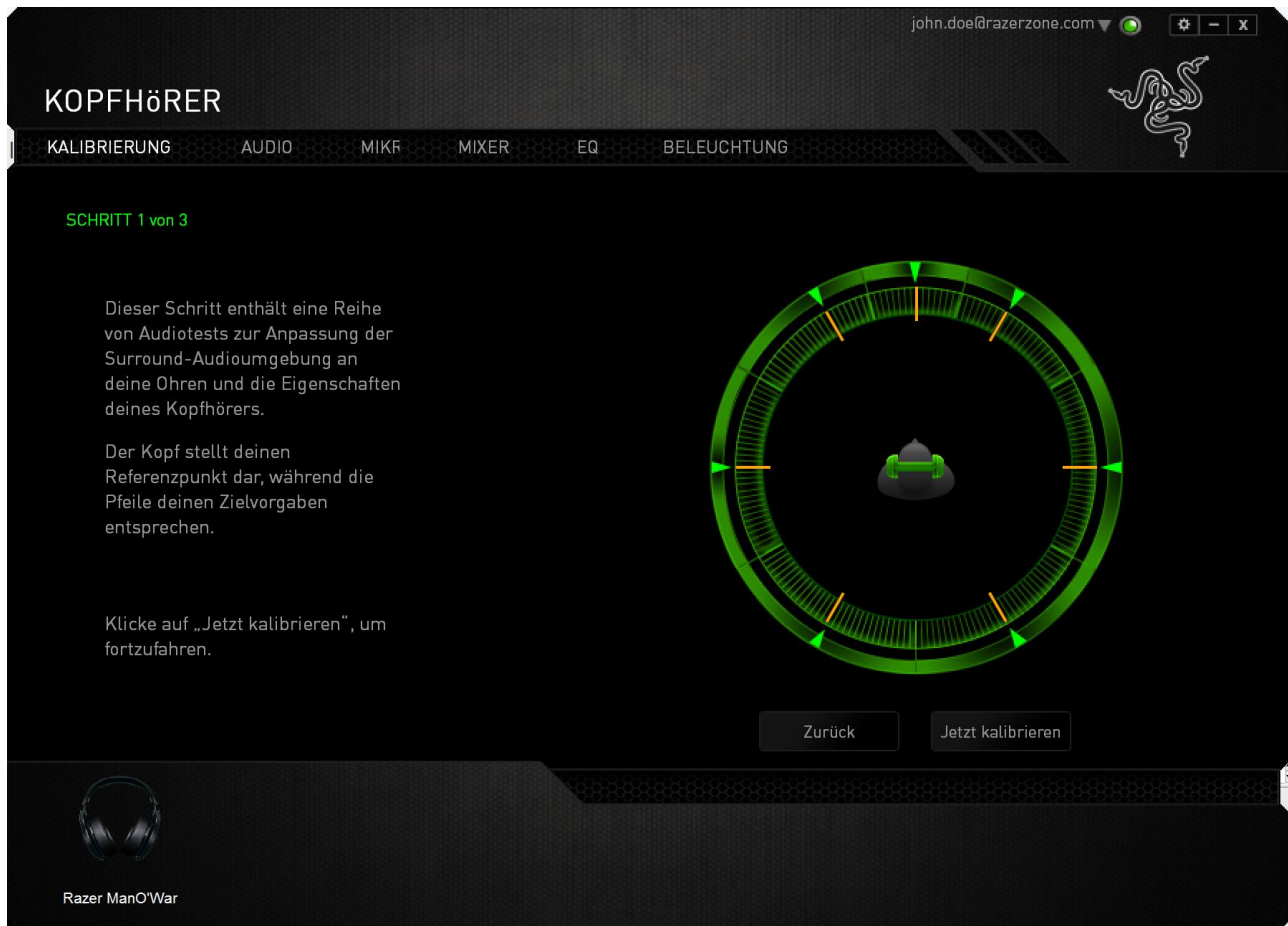 john.doe@razerzone.com
KOPFHöRER
KALIBRIERUNG AUDIO MIKR MIXER EQ BELEUCHTUNG
SCHRITT 1 von 3
Dieser Schritt enthält eine Reihe
von Audiotests zur Anpassung der
Surround-Audioumgebung an
deine Ohren und die Eigenschaften
deines Kopfhörers.
Der Kopf stellt deinen
Referenzpunkt dar, während die
Pfeile deinen Zielvorgaben
entsprechen.
Klicke auf „Jetzt kalibrieren“, um
fortzufahren.
Zurück Jetzt kalibrieren
Razer ManO'War